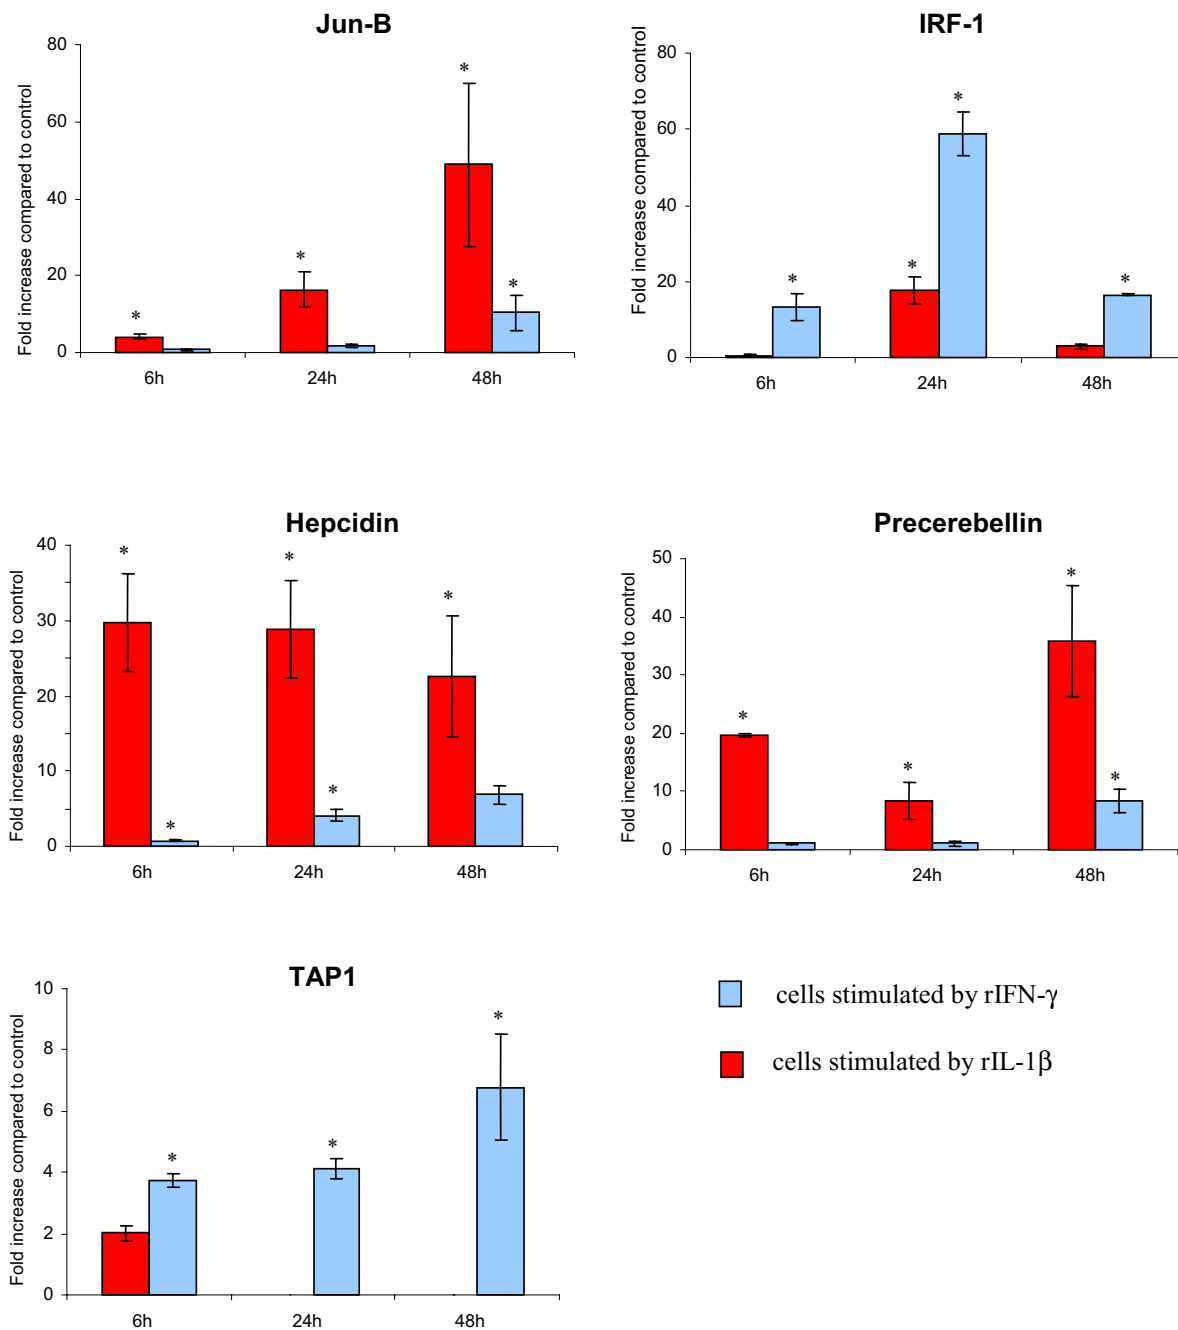 Jun-B
Fold increase compared to control
80
60
40
20
0
* * * *
6h 24h 48h
IRF-1
Fold increase compared to control
80
60
40
20
0
* * * *
6h 24h 48h
Hepcidin
Fold increase compared to control
40
30
20
10
0
* * * * *
6h 24h 48h
Precerebellin
Fold increase compared to control
50
40
30
20
10
0
* * * *
6h 24h 48h
TAP1
Fold increase compared to control
10
8
6
4
2
0
* * *
6h 24h 48h
cells stimulated by rIFN-γ
cells stimulated by rIL-1β